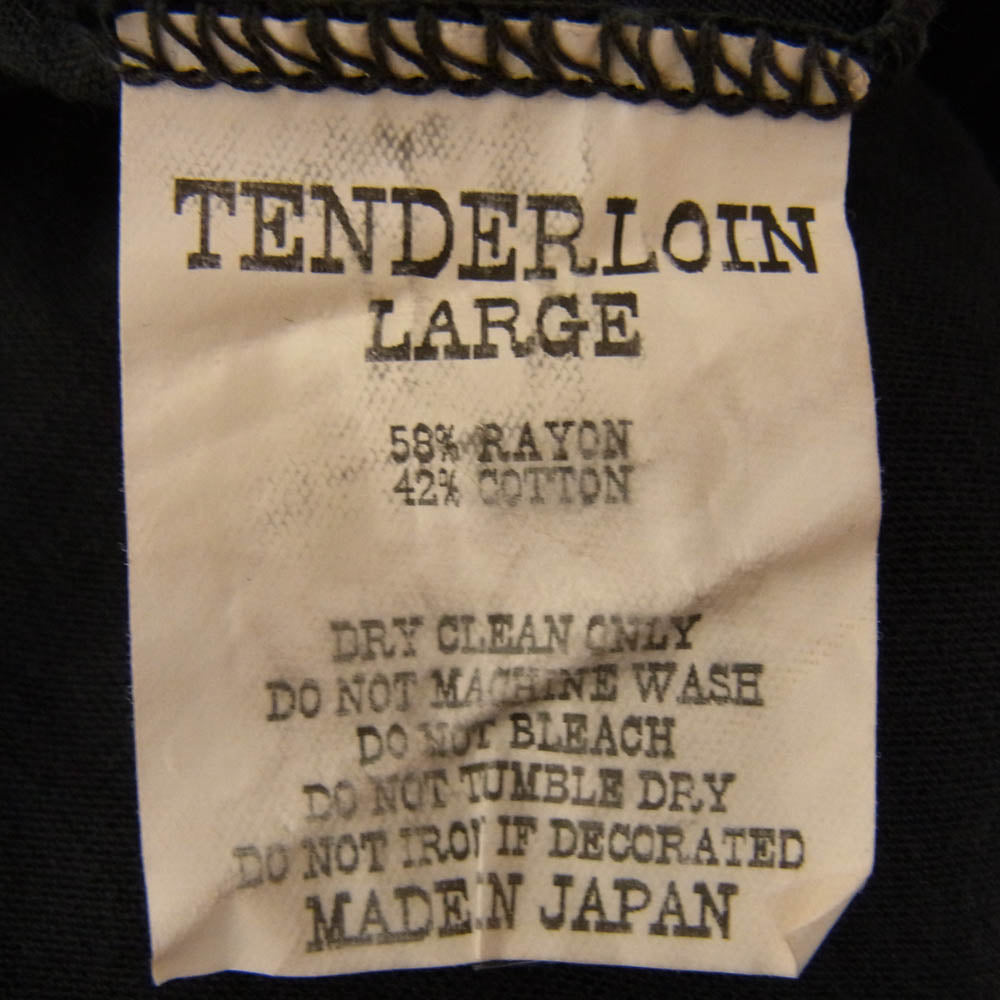 TENDERLOIN
LARGE
58% RAYON
42% COTTON
DRY CLEAN ONLY
DO NOT MACHINE WASH
DO NOT BLEACH
DO NOT TUMBLE DRY
DO NOT IRON IF DECORATED
MADE IN JAPAN